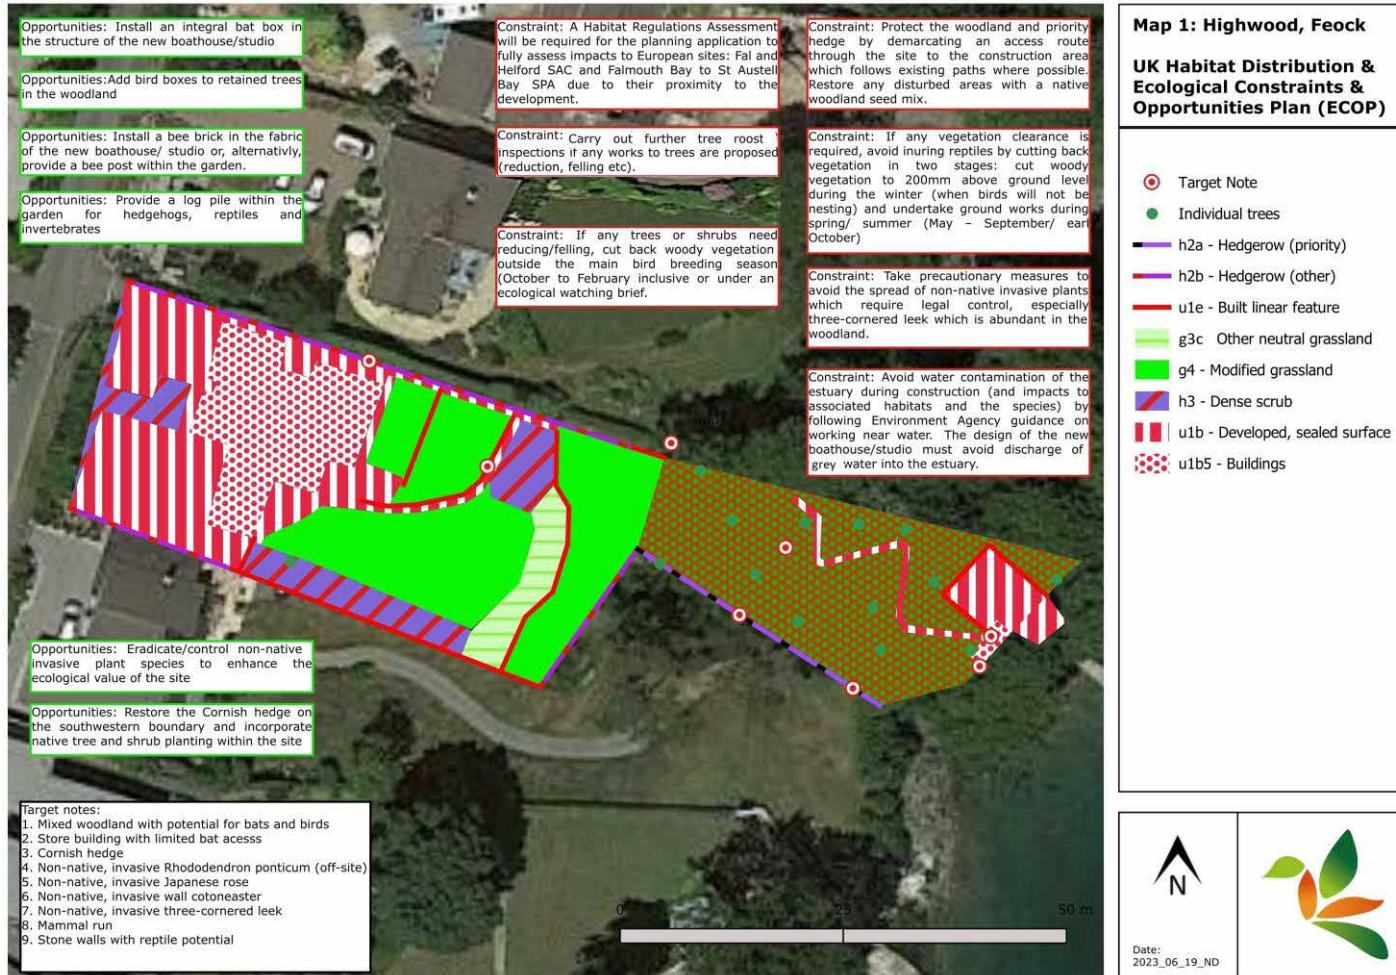 Opportunities: Install an integral bat box in
the structure of the new boathouse/studio
Opportunities:Add bird boxes to retained trees
in the woodland
Opportunities: Install a bee brick in the fabric
of the new boathouse/ studio or, alternativly,
provide a bee post within the garden.
Opportunities: Provide a log pile within the
garden for hedgehogs, reptiles and
invertebrates
Constraint: A Habitat Regulations Assessment
will be required for the planning application to
fully assess impacts to European sites: Fal and
Helford SAC and Falmouth Bay to St Austell
Bay SPA due to their proximity to the
development.
Constraint: Carry out further tree roost
inspections if any works to trees are proposed
(reduction, felling etc).
Constraint: If any trees or shrubs need
reducing/felling, cut back woody vegetation
outside the main bird breeding season
(October to February inclusive or under an
ecological watching brief.
Constraint: Protect the woodland and priority
hedge by demarcating an access route
through the site to the construction area
which follows existing paths where possible.
Restore any disturbed areas with a native
woodland seed mix.
Constraint: If any vegetation clearance is
required, avoid inuring reptiles by cutting back
vegetation in two stages: cut woody
vegetation to 200mm above ground level
during the winter (when birds will not be
nesting) and undertake ground works during
spring/ summer (May – September/ earl
October)
Constraint: Take precautionary measures to
avoid the spread of non-native invasive plants
which require legal control, especially
three-cornered leek which is abundant in the
woodland.
Constraint: Avoid water contamination of the
estuary during construction (and impacts to
associated habitats and the species) by
following Environment Agency guidance on
working near water. The design of the new
boathouse/studio must avoid discharge of
grey water into the estuary.
Opportunities: Eradicate/control non-native
invasive plant species to enhance the
ecological value of the site
Opportunities: Restore the Cornish hedge on
the southwestern boundary and incorporate
native tree and shrub planting within the site
Target notes:
1. Mixed woodland with potential for bats and birds
2. Store building with limited bat acesss
3. Cornish hedge
4. Non-native, invasive Rhododendron ponticum (off-site)
5. Non-native, invasive Japanese rose
6. Non-native, invasive wall cotoneaster
7. Non-native, invasive three-cornered leek
8. Mammal run
9. Stone walls with reptile potential
0 25 50 m
Map 1: Highwood, Feock
UK Habitat Distribution &
Ecological Constraints &
Opportunities Plan (ECOP)
Target Note
Individual trees
h2a - Hedgerow (priority)
h2b - Hedgerow (other)
u1e - Built linear feature
g3c Other neutral grassland
g4 - Modified grassland
h3 - Dense scrub
u1b - Developed, sealed surface
u1b5 - Buildings
N
Date:
2023_06_19_ND